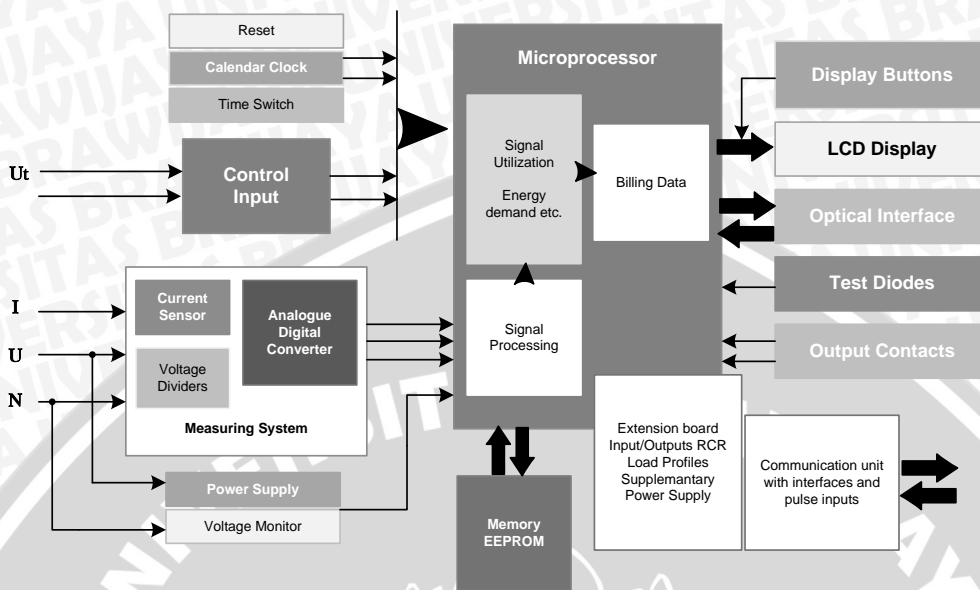 Reset
Calendar Clock
Time Switch
Ut
Control
Input
I
U
N
Current
Sensor
Voltage
Dividers
Analogue
Digital
Converter
Measuring System
Power Supply
Voltage Monitor
Microprocessor
Signal
Utilization
Energy
demand etc.
Billing Data
Signal
Processing
Memory
EEPROM
Display Buttons
LCD Display
Optical Interface
Test Diodes
Output Contacts
Extension board
Input/Outputs RCR
Load Profiles
Supplemantary
Power Supply
Communication unit
with interfaces and
pulse inputs